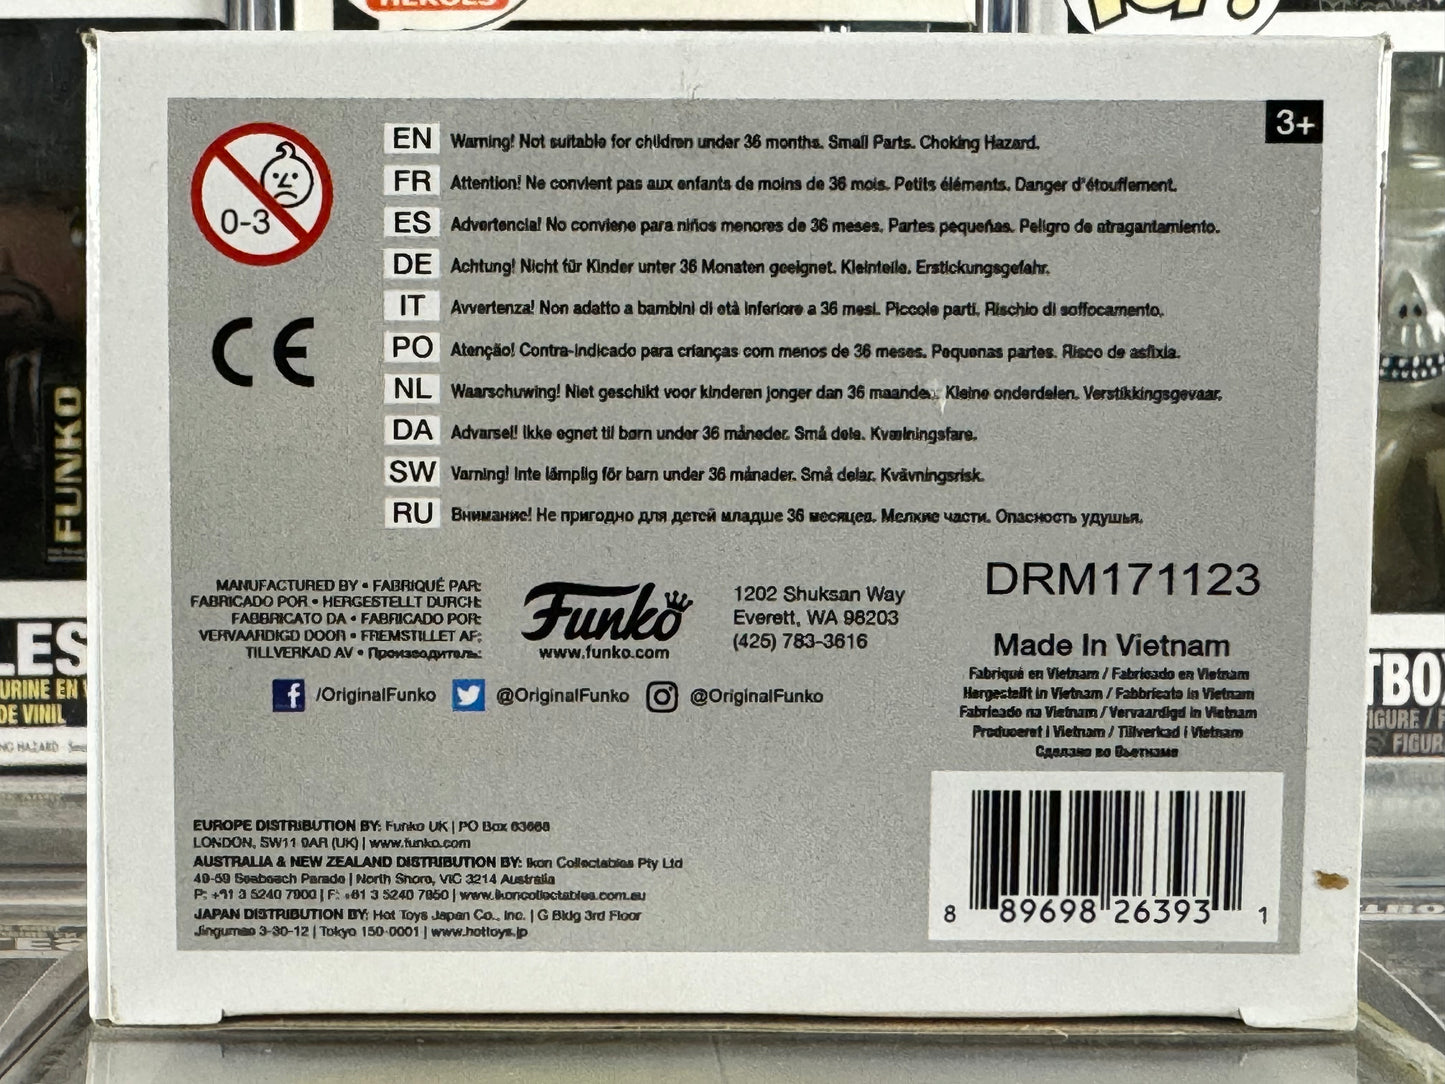 HEROES
POP!
3+
0-3
EN Warning! Not suitable for children under 36 months. Small Parts. Choking Hazard.
FR Attention! Ne convient pas aux enfants de moins de 36 mois. Petits éléments. Danger d'étouffement.
ES Advertencia! No conviene para niños menores de 36 meses. Partes pequeñas. Peligro de atragantamiento.
DE Achtung! Nicht für Kinder unter 36 Monaten geeignet. Kleinteile. Erstickungsgefahr.
IT Avvertenza! Non adatto a bambini di età inferiore a 36 mesi. Piccole parti. Rischio di soffocamento.
PO Atenção! Contra-indicado para crianças com menos de 36 meses. Pequenas partes. Risco de asfixia.
NL Waarschuwing! Niet geschikt voor kinderen jonger dan 36 maanden. Kleine onderdelen. Verstikkingsgevaar.
DA Advarsel! Ikke egnet til børn under 36 måneder. Små dele. Kvælningsfare.
SW Varning! Inte lämplig för barn under 36 månader. Små delar. Kvävningsrisk.
RU Внимание! Не пригодно для детей младше 36 месяцев. Мелкие части. Опасность удушья.
CE
FUNKO
MANUFACTURED BY • FABRIQUÉ PAR:
FABRICADO POR • HERGESTELLT DURCH:
FABBRICATO DA • FABRICADO POR:
VERVAARDIGD DOOR • FREMSTILLET AF:
TILLVERKAD AV • Производитель:
Funko
www.funko.com
1202 Shuksan Way
Everett, WA 98203
(425) 783-3616
DRM171123
Made In Vietnam
Fabriqué en Vietnam / Fabricado en Vietnam
Hergestellt in Vietnam / Fabbricato in Vietnam
Fabricado na Vietnam / Vervaardigd in Vietnam
Produceret i Vietnam / Tillverkad i Vietnam
Сделано во Вьетнаме
f /OriginalFunko @OriginalFunko @OriginalFunko
EUROPE DISTRIBUTION BY: Funko UK | PO Box 63668
LONDON, SW11 9AR (UK) | www.funko.com
AUSTRALIA & NEW ZEALAND DISTRIBUTION BY: Ikon Collectables Pty Ltd
49-59 Seabeach Parade | North Shore, VIC 3214 Australia
P: +91 3 5240 7900 | F: +61 3 5240 7950 | www.ikoncollectables.com.au
JAPAN DISTRIBUTION BY: Hot Toys Japan Co., Inc. | G Bldg 3rd Floor
Jingumae 3-30-12 | Tokyo 150-0001 | www.hottoys.jp
8 89698 26393 1
LES
URINE EN
DE VINIL
NG HAZARD
TBO
IGURE /
FIGUR